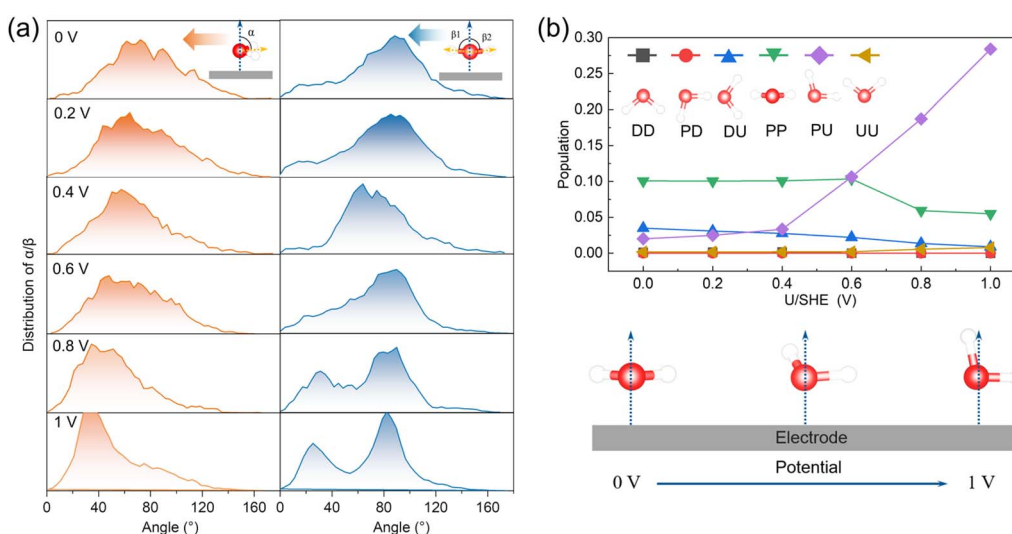 (a)
0 V
0.2 V
0.4 V
0.6 V
0.8 V
1 V
α
β1 β2
Distribution of α/β
0 40 80 120 160
0 40 80 120 160
Angle (°)
Angle (°)
(b)
0.30
0.25
0.20
0.15
0.10
0.05
0.00
Population
DD PD DU PP PU UU
0.0 0.2 0.4 0.6 0.8 1.0
U/SHE (V)
Electrode
Potential
0 V 1 V